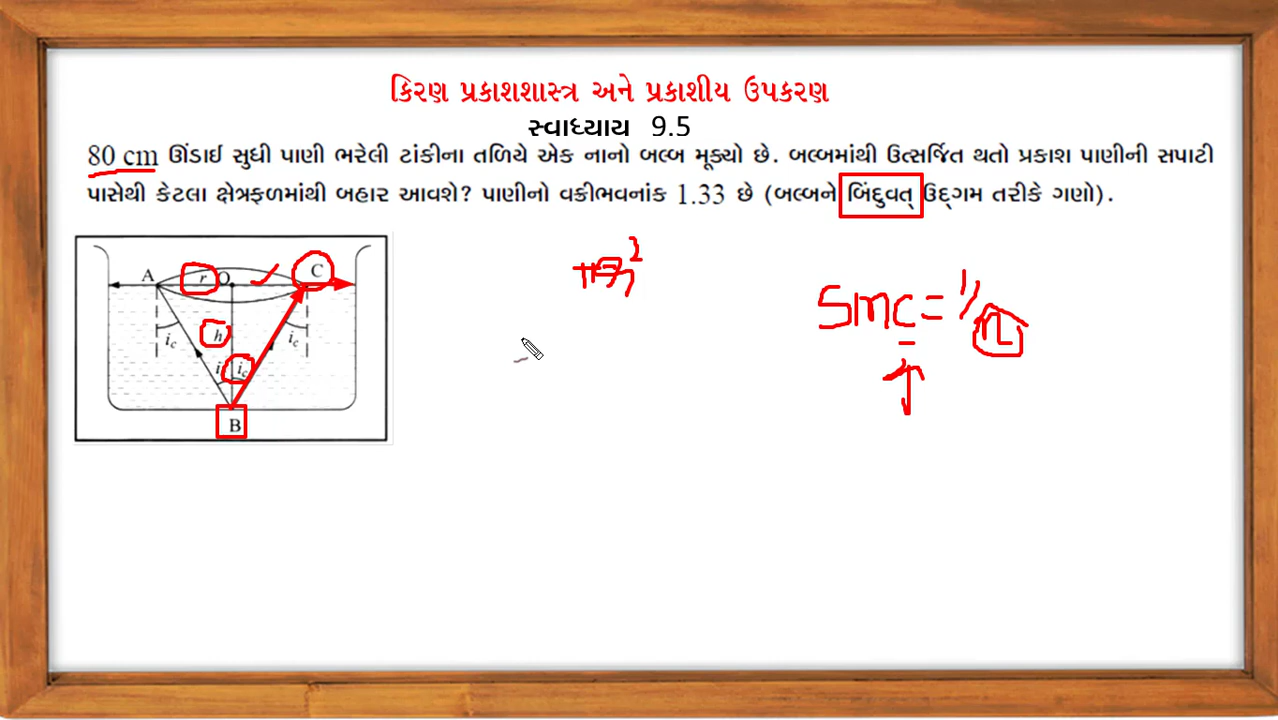 કિરણ પ્રકાશશાસ્ત્ર અને પ્રકાશીય ઉપકરણ
સ્વાધ્યાય 9.5
80 cm ઊંડાઈ સુધી પાણી ભરેલી ટાંકીના તળિયે એક નાનો બલ્બ મૂક્યો છે. બલ્બમાંથી ઉત્સર્જિત થતો પ્રકાશ પાણીની સપાટી
પાસેથી કેટલા ક્ષેત્રફળમાંથી બહાર આવશે? પાણીનો વક્રીભવનાંક 1.33 છે (બલ્બને બિંદુવત્ ઉદ્‌ગમ તરીકે ગણો).
A r O C
h
i_c i_c
i i_c
B
sinc = 1/n